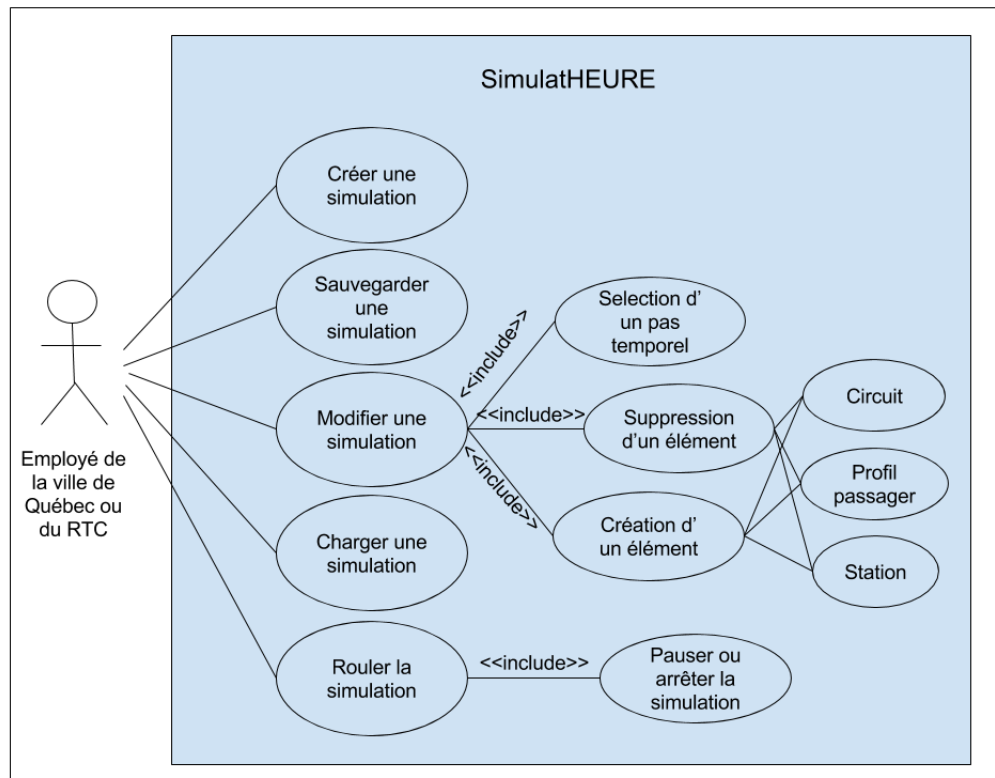 SimulatHEURE
Créer une
simulation
Sauvegarder
une
simulation
<<include>>
Selection d'
un pas
temporel
Modifier une
simulation
<<include>>
Suppression
d'un élément
Circuit
Employé de
la ville de
Québec ou
du RTC
<<include>>
Création d'
un élément
Profil
passager
Station
Charger une
simulation
Rouler la
simulation
<<include>>
Pauser ou
arrêter la
simulation